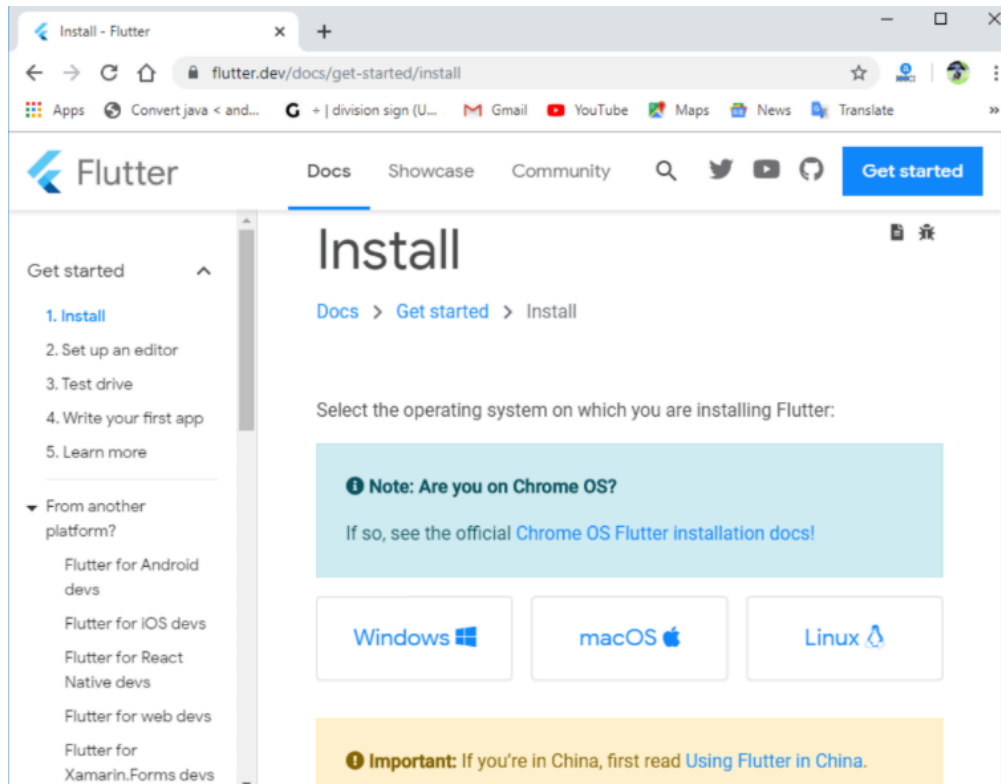 Install - Flutter
flutter.dev/docs/get-started/install
Apps Convert java < and... G + | division sign (U... Gmail YouTube Maps News Translate »
Flutter Docs Showcase Community Get started
Get started
1. Install
2. Set up an editor
3. Test drive
4. Write your first app
5. Learn more
From another
platform?
Flutter for Android
devs
Flutter for iOS devs
Flutter for React
Native devs
Flutter for web devs
Flutter for
Xamarin.Forms devs
Install
Docs > Get started > Install
Select the operating system on which you are installing Flutter:
Note: Are you on Chrome OS?
If so, see the official Chrome OS Flutter installation docs!
Windows macOS Linux
Important: If you're in China, first read Using Flutter in China.